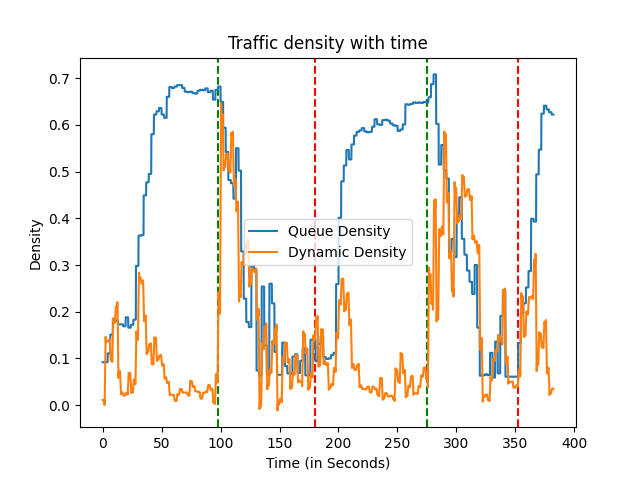 Traffic density with time
Density
0.7
0.6
0.5
0.4
0.3
0.2
0.1
0.0
Queue Density
Dynamic Density
0 50 100 150 200 250 300 350 400
Time (in Seconds)